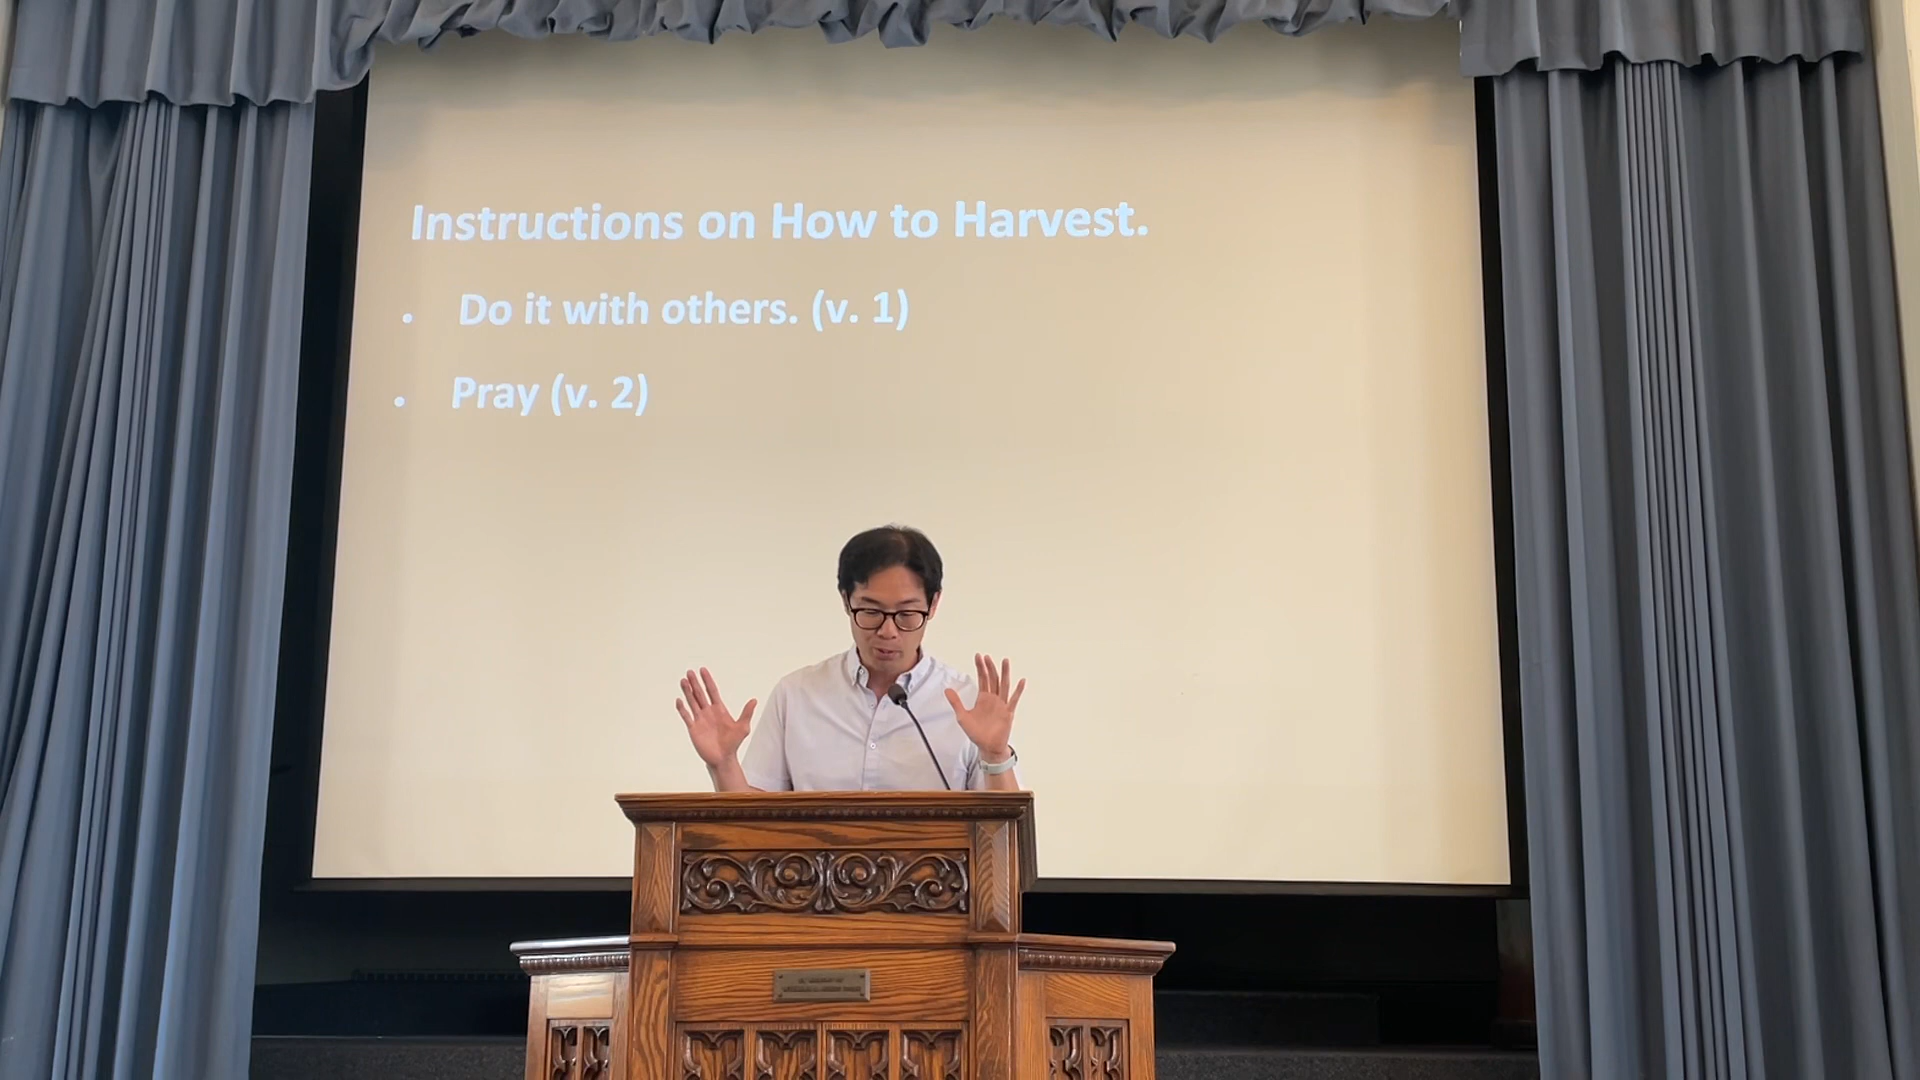 Instructions on How to Harvest.
• Do it with others. (v. 1)
• Pray (v. 2)